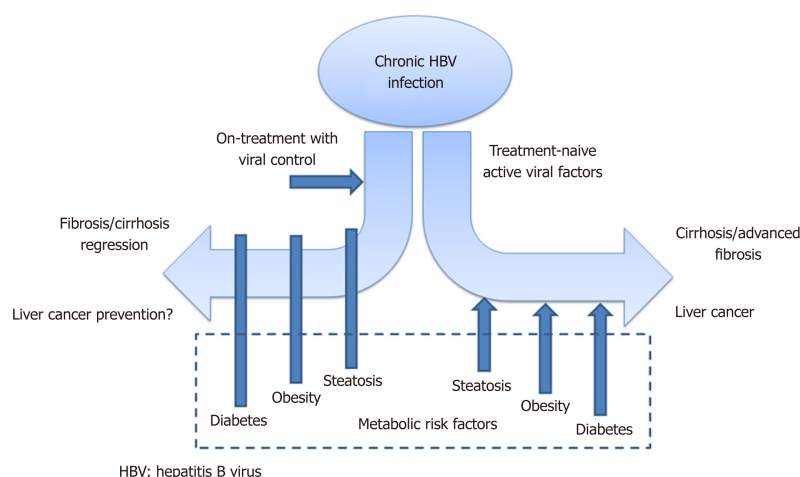 Chronic HBV
infection
On-treatment with
viral control
Treatment-naive
active viral factors
Fibrosis/cirrhosis
regression
Cirrhosis/advanced
fibrosis
Liver cancer prevention?
Liver cancer
Diabetes
Obesity
Steatosis
Steatosis
Obesity
Diabetes
Metabolic risk factors
HBV: hepatitis B virus